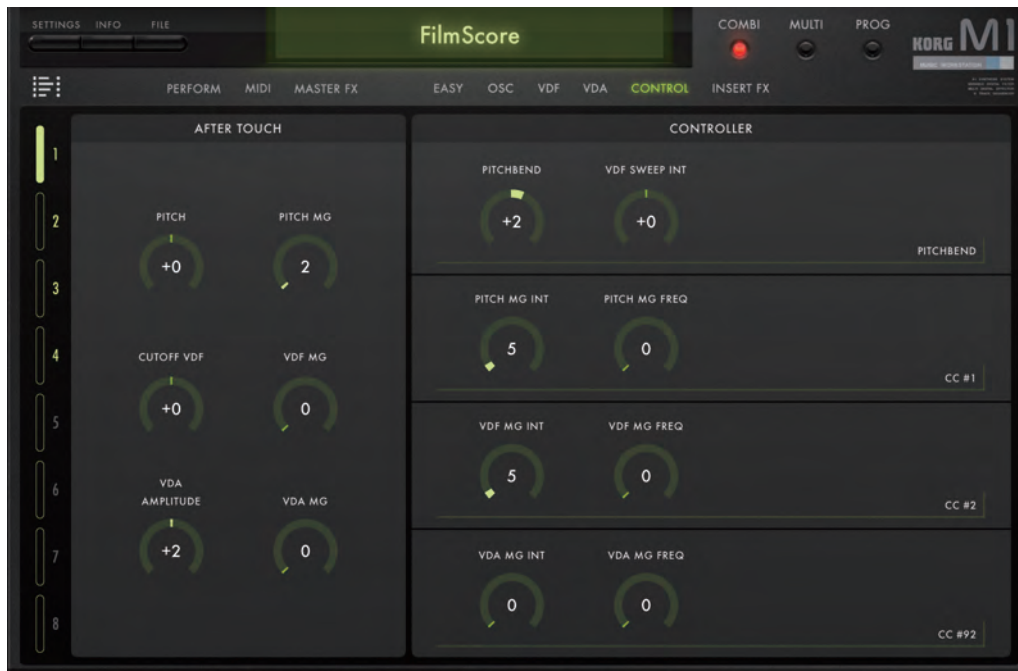 SETTINGS INFO FILE
FilmScore
COMBI MULTI PROG
KORG M1
MUSIC WORKSTATION
PERFORM MIDI MASTER FX EASY OSC VDF VDA CONTROL INSERT FX
AFTER TOUCH
CONTROLLER
1
2
3
4
5
6
7
8
PITCH PITCH MG
+0 2
CUTOFF VDF VDF MG
+0 0
VDA
AMPLITUDE VDA MG
+2 0
PITCHBEND VDF SWEEP INT
+2 +0
PITCHBEND
PITCH MG INT PITCH MG FREQ
5 0
CC #1
VDF MG INT VDF MG FREQ
5 0
CC #2
VDA MG INT VDA MG FREQ
0 0
CC #92